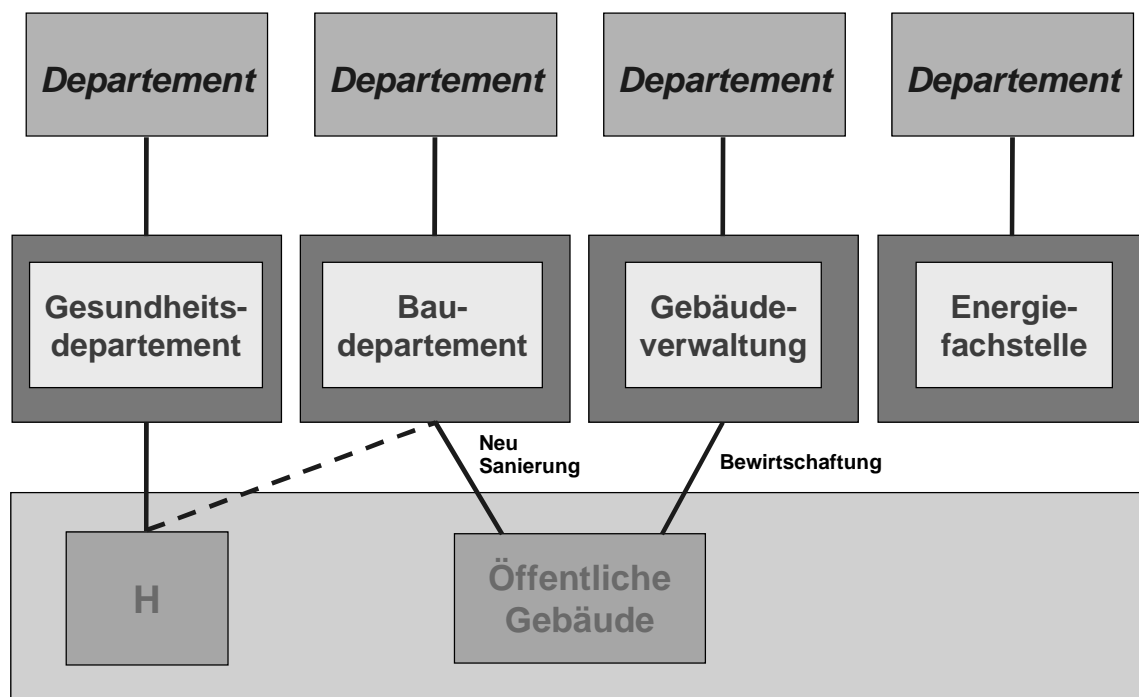 Departement
Departement
Departement
Departement
Gesundheits-
departement
Bau-
departement
Gebäude-
verwaltung
Energie-
fachstelle
Neu
Sanierung
Bewirtschaftung
H
Öffentliche
Gebäude